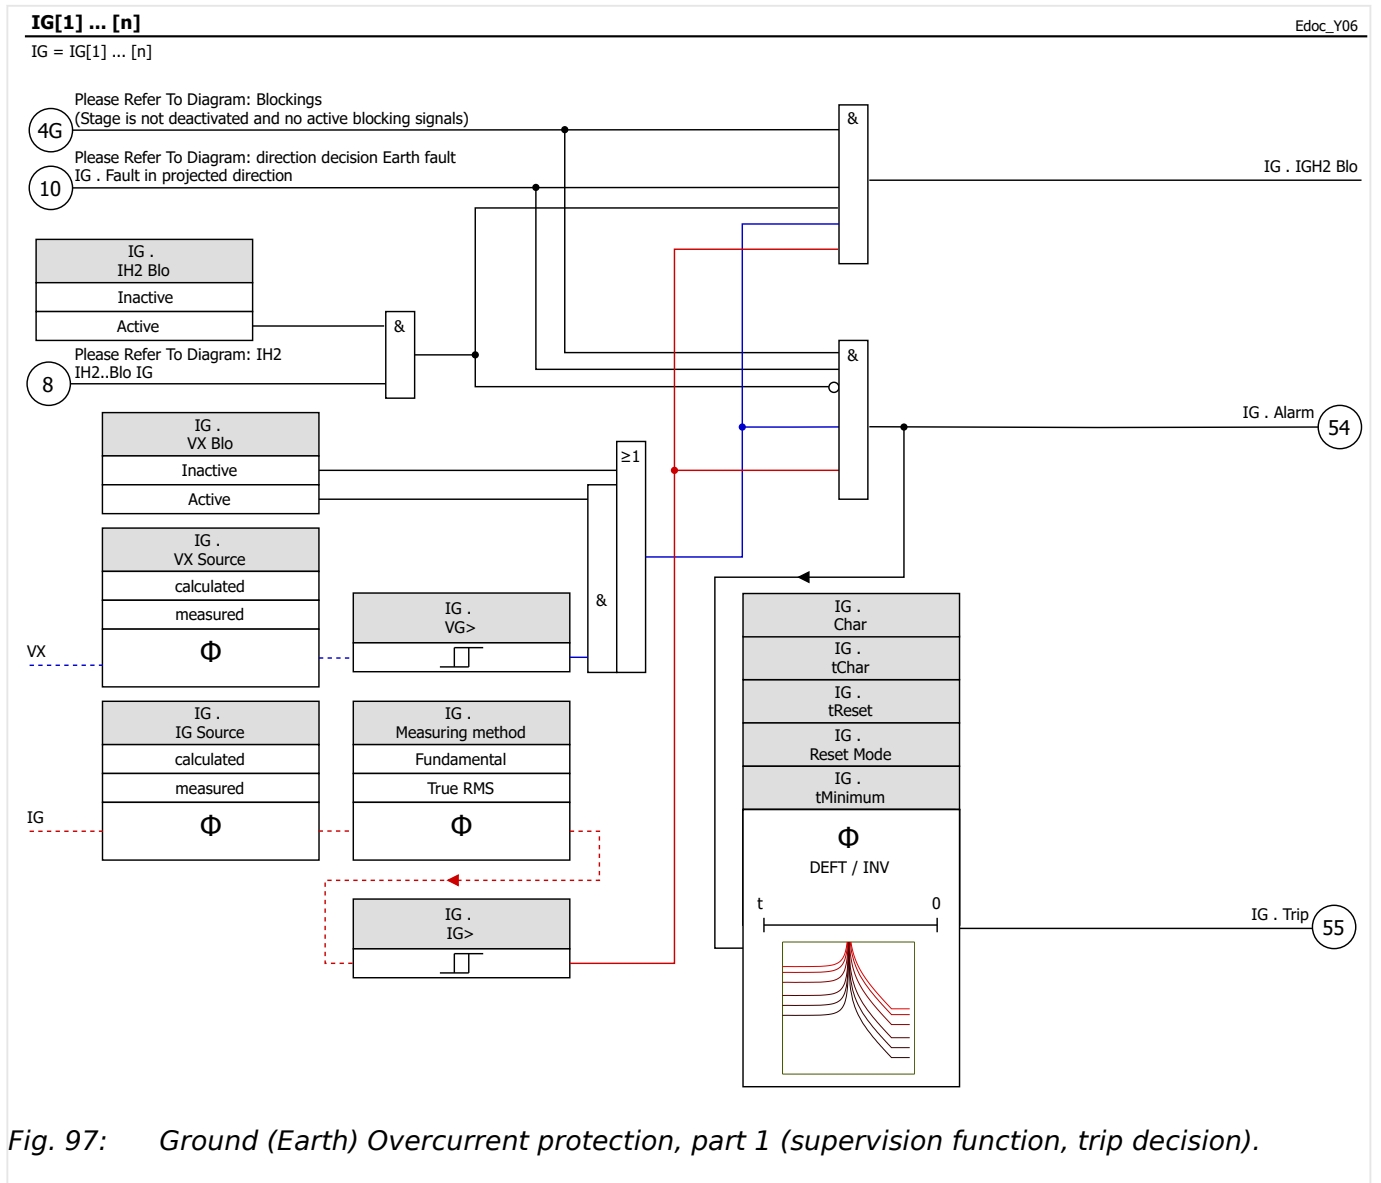 IG[1] ... [n]
Edoc_Y06
IG = IG[1] ... [n]
Please Refer To Diagram: Blockings
4G
(Stage is not deactivated and no active blocking signals)
&
Please Refer To Diagram: direction decision Earth fault
10
IG . Fault in projected direction
IG . IGH2 Blo
IG .
IH2 Blo
Inactive
Active
&
Please Refer To Diagram: IH2
8
IH2..Blo IG
&
IG . Alarm
54
IG .
VX Blo
Inactive
Active
≥1
&
IG .
VX Source
calculated
measured
Φ
VX
IG .
VG>
IG .
IG Source
calculated
measured
Φ
IG
IG .
Measuring method
Fundamental
True RMS
Φ
IG .
IG>
IG .
Char
IG .
tChar
IG .
tReset
IG .
Reset Mode
IG .
tMinimum
Φ
DEFT / INV
t 0
IG . Trip
55
Fig. 97: Ground (Earth) Overcurrent protection, part 1 (supervision function, trip decision).